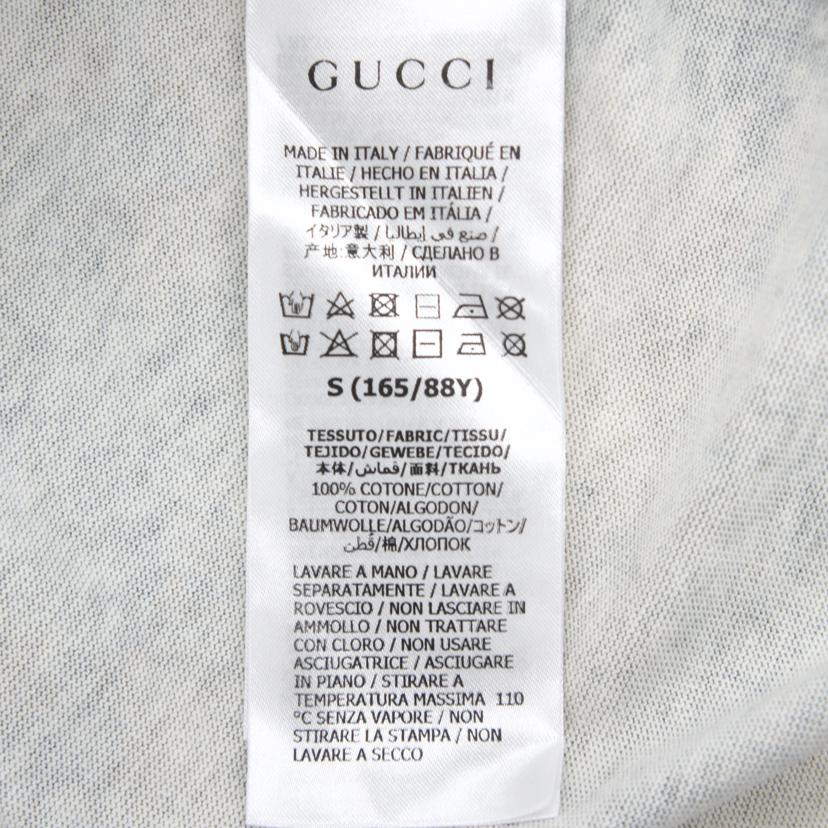 GUCCI
MADE IN ITALY / FABRIQUÉ EN
ITALIE / HECHO EN ITALIA /
HERGESTELLT IN ITALIEN /
FABRICADO EM ITÁLIA /
イタリア製 / صنع في إيطاليا /
产地:意大利 / СДЕЛАНО В
ИТАЛИИ
S (165/88Y)
TESSUTO/FABRIC/TISSU/
TEJIDO/GEWEBE/TECIDO/
本体/قماش/面料/ТКАНЬ
100% COTONE/COTTON/
COTON/ALGODON/
BAUMWOLLE/ALGODÃO/コットン/
قُطن/棉/ХЛОПОК
LAVARE A MANO / LAVARE
SEPARATAMENTE / LAVARE A
ROVESCIO / NON LASCIARE IN
AMMOLLO / NON TRATTARE
CON CLORO / NON USARE
ASCIUGATRICE / ASCIUGARE
IN PIANO / STIRARE A
TEMPERATURA MASSIMA 110
°C SENZA VAPORE / NON
STIRARE LA STAMPA / NON
LAVARE A SECCO